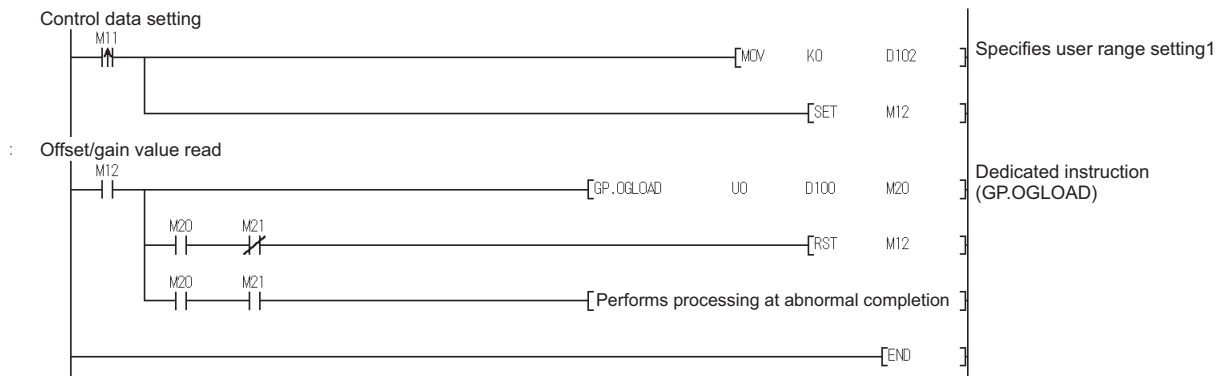 Control data setting
M11
MOV K0 D102
Specifies user range setting1
SET M12
:
Offset/gain value read
M12
GP.OGLOAD U0 D100 M20
Dedicated instruction
(GP.OGLOAD)
M20 M21
RST M12
M20 M21
Performs processing at abnormal completion
END